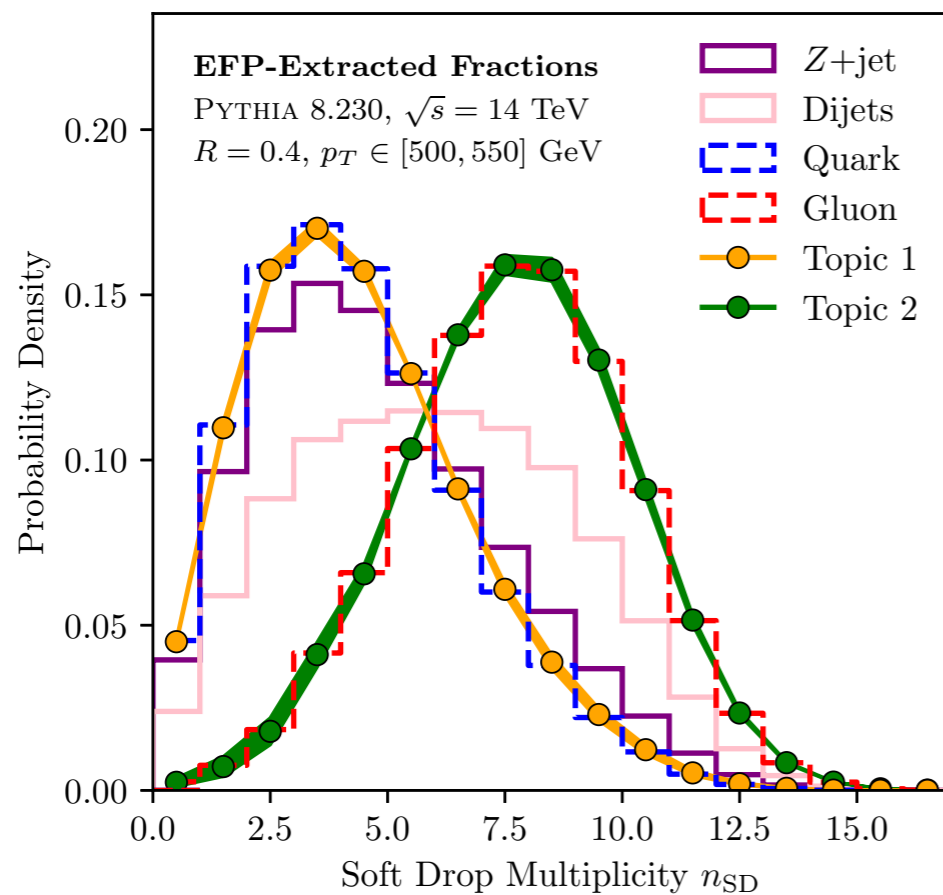 EFP-Extracted Fractions
PYTHIA 8.230, √s = 14 TeV
R = 0.4, p_T ∈ [500, 550] GeV
Z+jet
Dijets
Quark
Gluon
Topic 1
Topic 2
Probability Density
0.20
0.15
0.10
0.05
0.00
0.0 2.5 5.0 7.5 10.0 12.5 15.0
Soft Drop Multiplicity n_SD